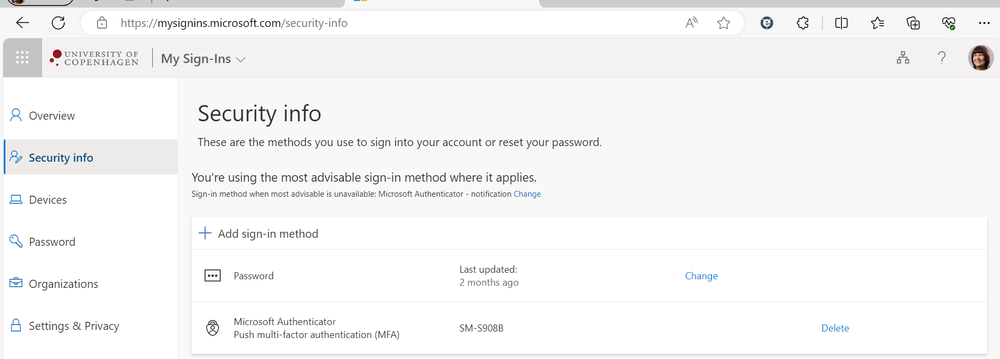 https://mysignins.microsoft.com/security-info
UNIVERSITY OF
COPENHAGEN
My Sign-Ins
Overview
Security info
Devices
Password
Organizations
Settings & Privacy
Security info
These are the methods you use to sign into your account or reset your password.
You're using the most advisable sign-in method where it applies.
Sign-in method when most advisable is unavailable: Microsoft Authenticator - notification Change
Add sign-in method
Password
Last updated:
2 months ago
Change
Microsoft Authenticator
Push multi-factor authentication (MFA)
SM-S908B
Delete